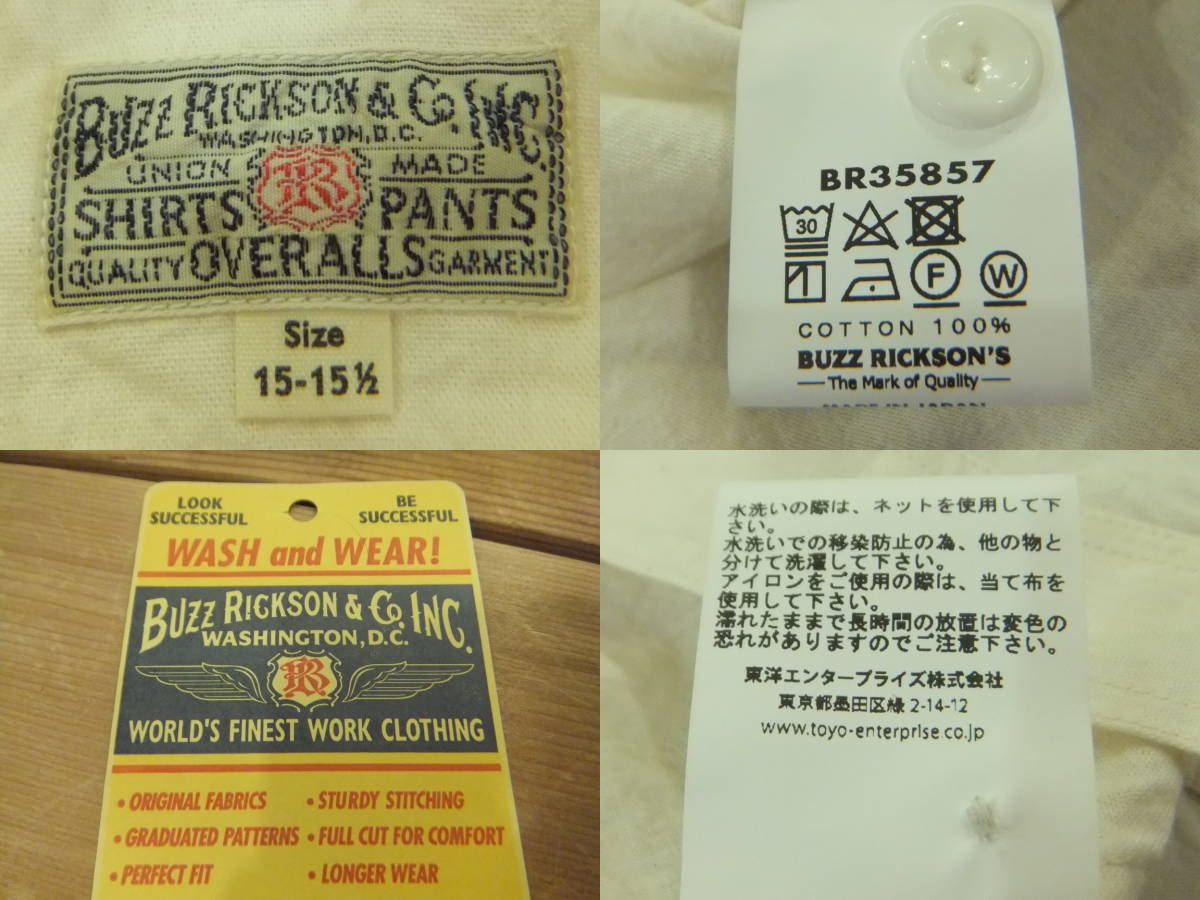 BUZZ RICKSON & CO. INC.
WASHINGTON, D.C.
UNION MADE
SHIRTS BR PANTS
QUALITY OVERALLS GARMENT
Size
15-15½
BR35857
30
F W
COTTON 100%
BUZZ RICKSON'S
The Mark of Quality
MADE IN JAPAN
LOOK SUCCESSFUL
BE SUCCESSFUL
WASH and WEAR!
BUZZ RICKSON & CO. INC.
WASHINGTON, D.C.
BR
WORLD'S FINEST WORK CLOTHING
• ORIGINAL FABRICS • STURDY STITCHING
• GRADUATED PATTERNS • FULL CUT FOR COMFORT
• PERFECT FIT • LONGER WEAR
水洗いの際は、ネットを使用して下
さい。
水洗いでの移染防止の為、他の物と
分けて洗濯して下さい。
アイロンをご使用の際は、当て布を
使用して下さい。
濡れたままで長時間の放置は変色の
恐れがありますのでご注意下さい。
東洋エンタープライズ株式会社
東京都墨田区緑 2-14-12
www.toyo-enterprise.co.jp